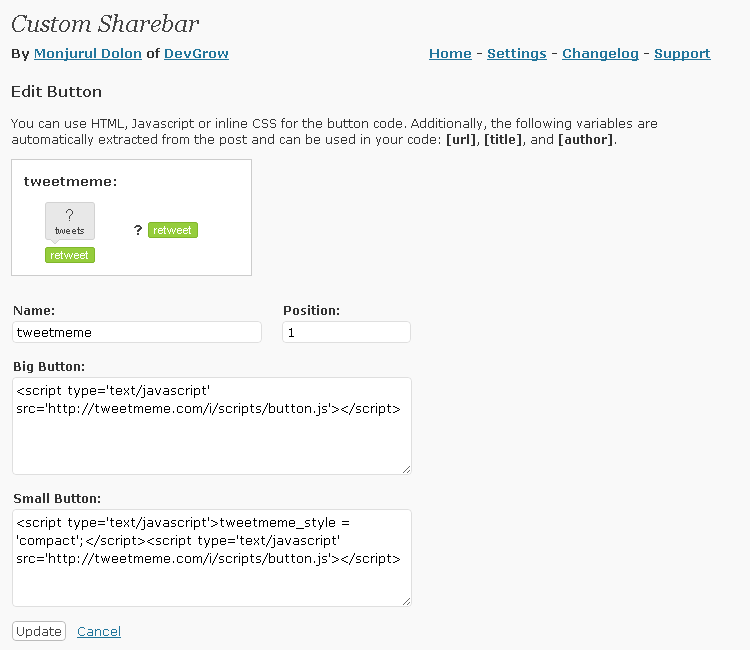 Custom Sharebar
By Monjurul Dolon of DevGrow
Home - Settings - Changelog - Support
Edit Button
You can use HTML, Javascript or inline CSS for the button code. Additionally, the following variables are
automatically extracted from the post and can be used in your code: [url], [title], and [author].
tweetmeme:
?
tweets
retweet
? retweet
Name:
tweetmeme
Position:
1
Big Button:
<script type='text/javascript'
src='http://tweetmeme.com/i/scripts/button.js'></script>
Small Button:
<script type='text/javascript'>tweetmeme_style =
'compact';</script><script type='text/javascript'
src='http://tweetmeme.com/i/scripts/button.js'></script>
Update Cancel